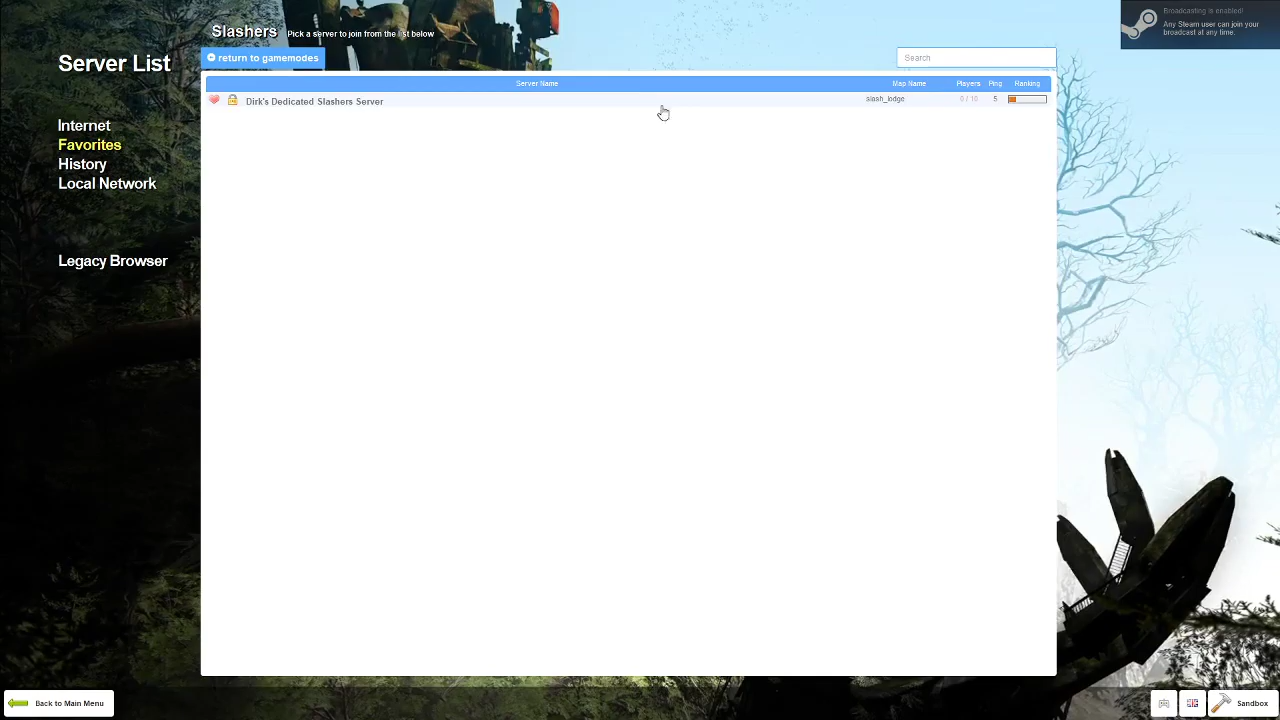 Slashers Pick a server to join from the list below
Broadcasting is enabled!
Any Steam user can join your
broadcast at any time.
Server List
return to gamemodes
Search
Server Name Map Name Players Ping Ranking
Dirk's Dedicated Slashers Server slash_lodge 0 / 10 5
Internet
Favorites
History
Local Network
Legacy Browser
Back to Main Menu
Sandbox